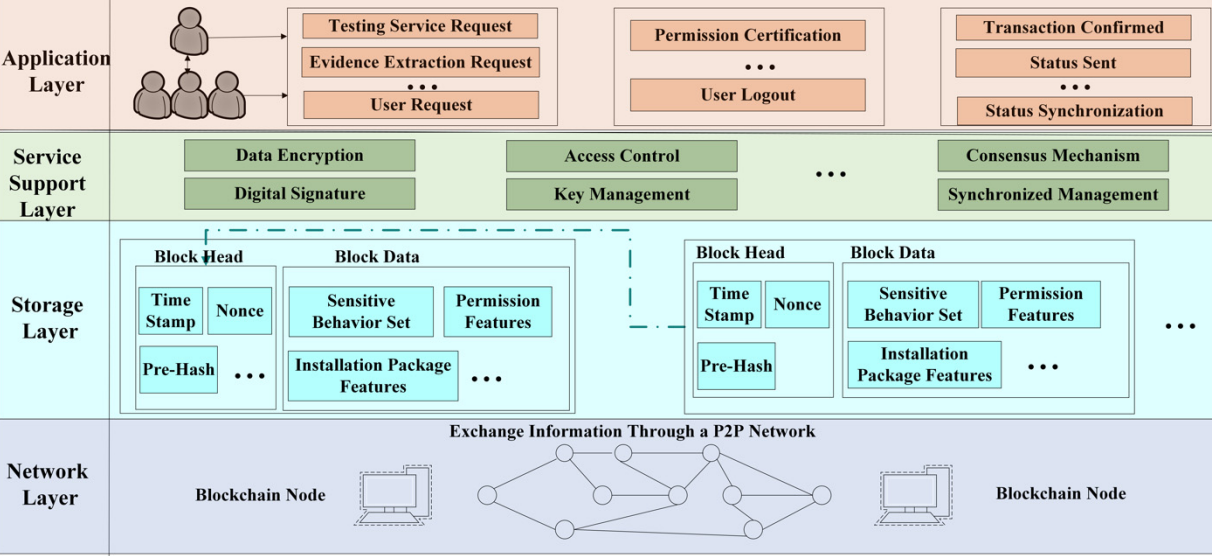 Application
Layer
Testing Service Request
Evidence Extraction Request
...
User Request
Permission Certification
...
User Logout
Transaction Confirmed
Status Sent
...
Status Synchronization
Service
Support
Layer
Data Encryption
Digital Signature
Access Control
Key Management
...
Consensus Mechanism
Synchronized Management
Storage
Layer
Block Head
Time
Stamp
Nonce
Pre-Hash
...
Block Data
Sensitive
Behavior Set
Permission
Features
Installation Package
Features
...
Block Head
Time
Stamp
Nonce
Pre-Hash
Block Data
Sensitive
Behavior Set
Permission
Features
Installation
Package Features
...
...
Network
Layer
Exchange Information Through a P2P Network
Blockchain Node
Blockchain Node